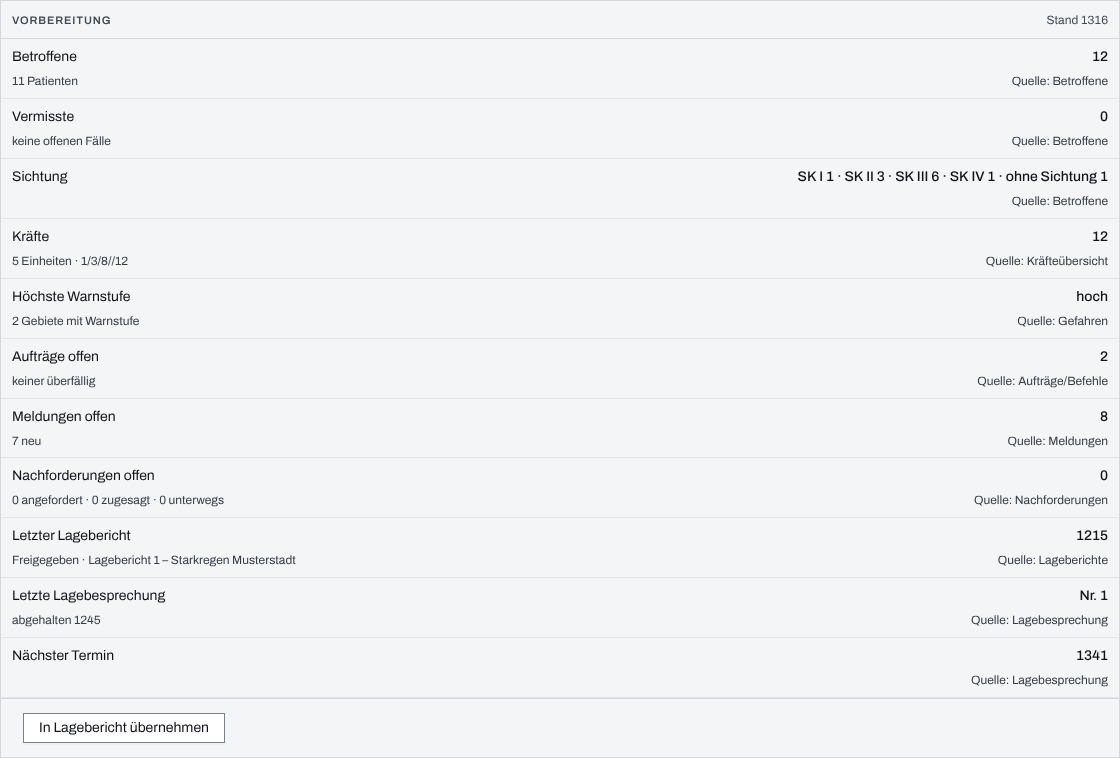 VORBEREITUNG Stand 1316
Betroffene 12
11 Patienten Quelle: Betroffene
Vermisste 0
keine offenen Fälle Quelle: Betroffene
Sichtung SK I 1 · SK II 3 · SK III 6 · SK IV 1 · ohne Sichtung 1
Quelle: Betroffene
Kräfte 12
5 Einheiten · 1/3/8//12 Quelle: Kräfteübersicht
Höchste Warnstufe hoch
2 Gebiete mit Warnstufe Quelle: Gefahren
Aufträge offen 2
keiner überfällig Quelle: Aufträge/Befehle
Meldungen offen 8
7 neu Quelle: Meldungen
Nachforderungen offen 0
0 angefordert · 0 zugesagt · 0 unterwegs Quelle: Nachforderungen
Letzter Lagebericht 1215
Freigegeben · Lagebericht 1 – Starkregen Musterstadt Quelle: Lageberichte
Letzte Lagebesprechung Nr. 1
abgehalten 1245 Quelle: Lagebesprechung
Nächster Termin 1341
Quelle: Lagebesprechung
In Lagebericht übernehmen